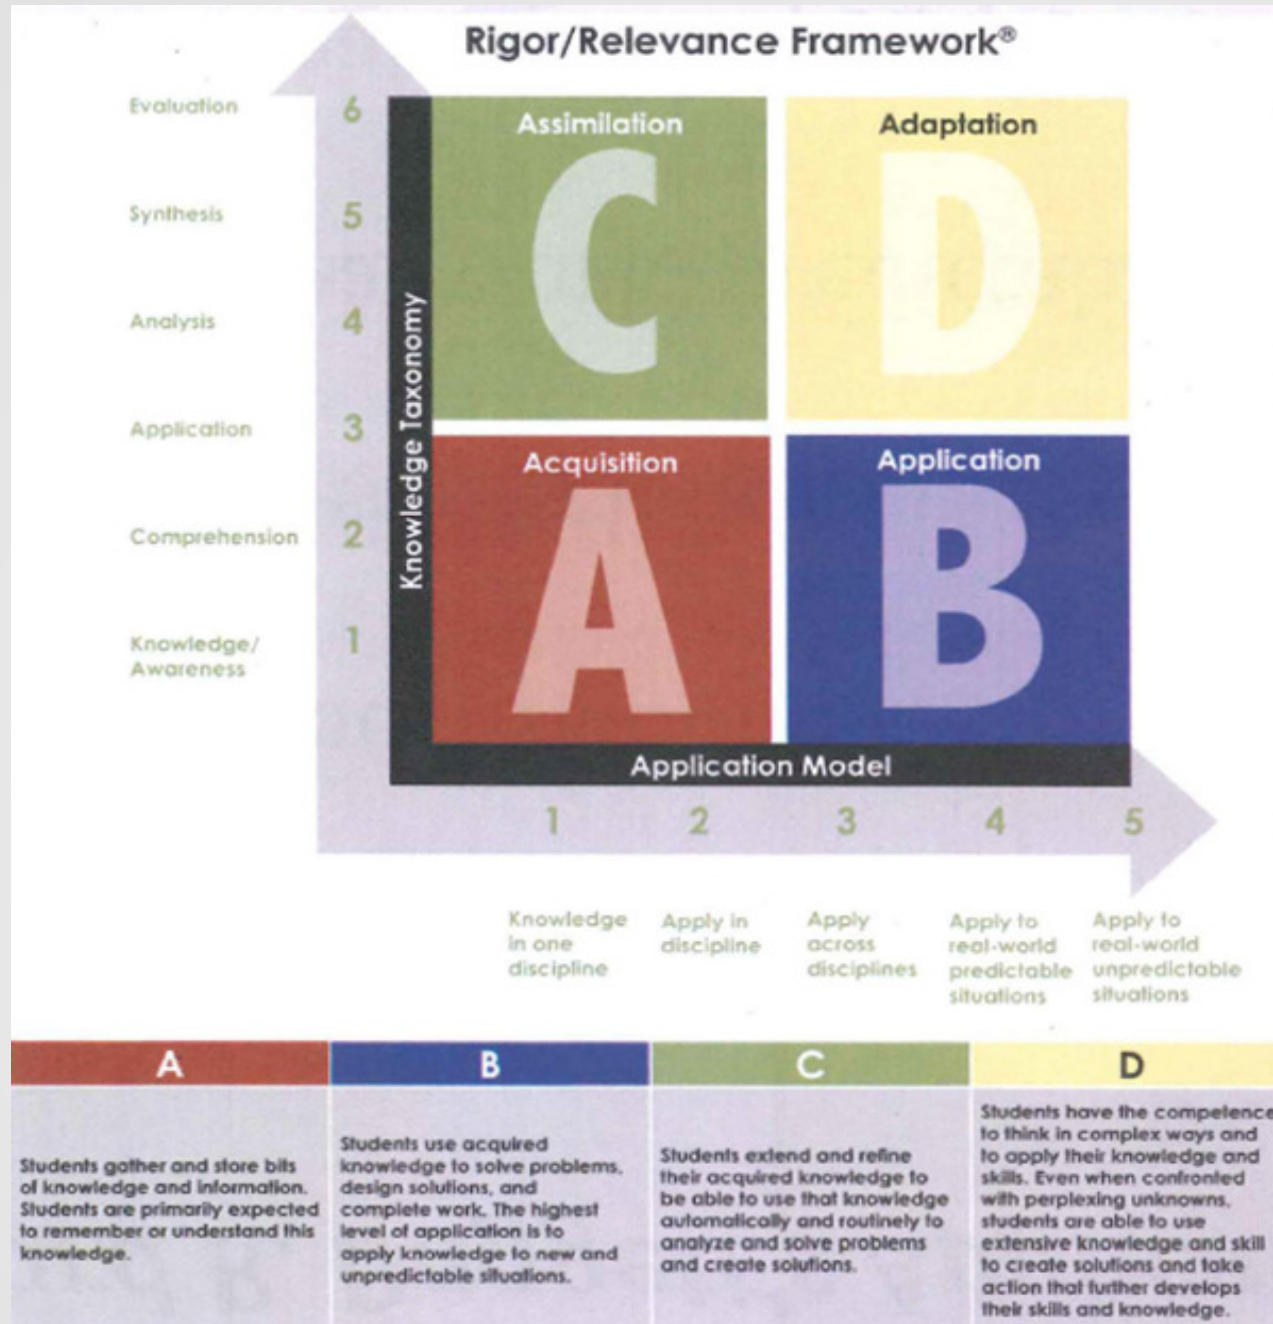 Rigor/Relevance Framework®
Evaluation 6
Synthesis 5
Analysis 4
Application 3
Comprehension 2
Knowledge/
Awareness 1
Knowledge Taxonomy
Assimilation
C
Adaptation
D
Acquisition
A
Application
B
Application Model
1 2 3 4 5
Knowledge
in one
discipline
Apply in
discipline
Apply
across
disciplines
Apply to
real-world
predictable
situations
Apply to
real-world
unpredictable
situations
A
Students gather and store bits
of knowledge and information.
Students are primarily expected
to remember or understand this
knowledge.
B
Students use acquired
knowledge to solve problems,
design solutions, and
complete work. The highest
level of application is to
apply knowledge to new and
unpredictable situations.
C
Students extend and refine
their acquired knowledge to
be able to use that knowledge
automatically and routinely to
analyze and solve problems
and create solutions.
D
Students have the competence
to think in complex ways and
to apply their knowledge and
skills. Even when confronted
with perplexing unknowns,
students are able to use
extensive knowledge and skill
to create solutions and take
action that further develops
their skills and knowledge.